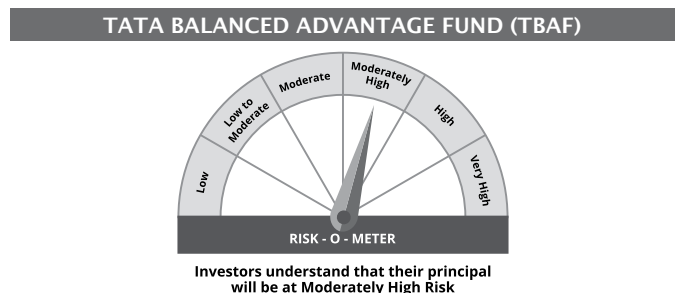 TATA BALANCED ADVANTAGE FUND (TBAF)
Low
Low to
Moderate
Moderate
Moderately
High
High
Very High
RISK - O - METER
Investors understand that their principal
will be at Moderately High Risk